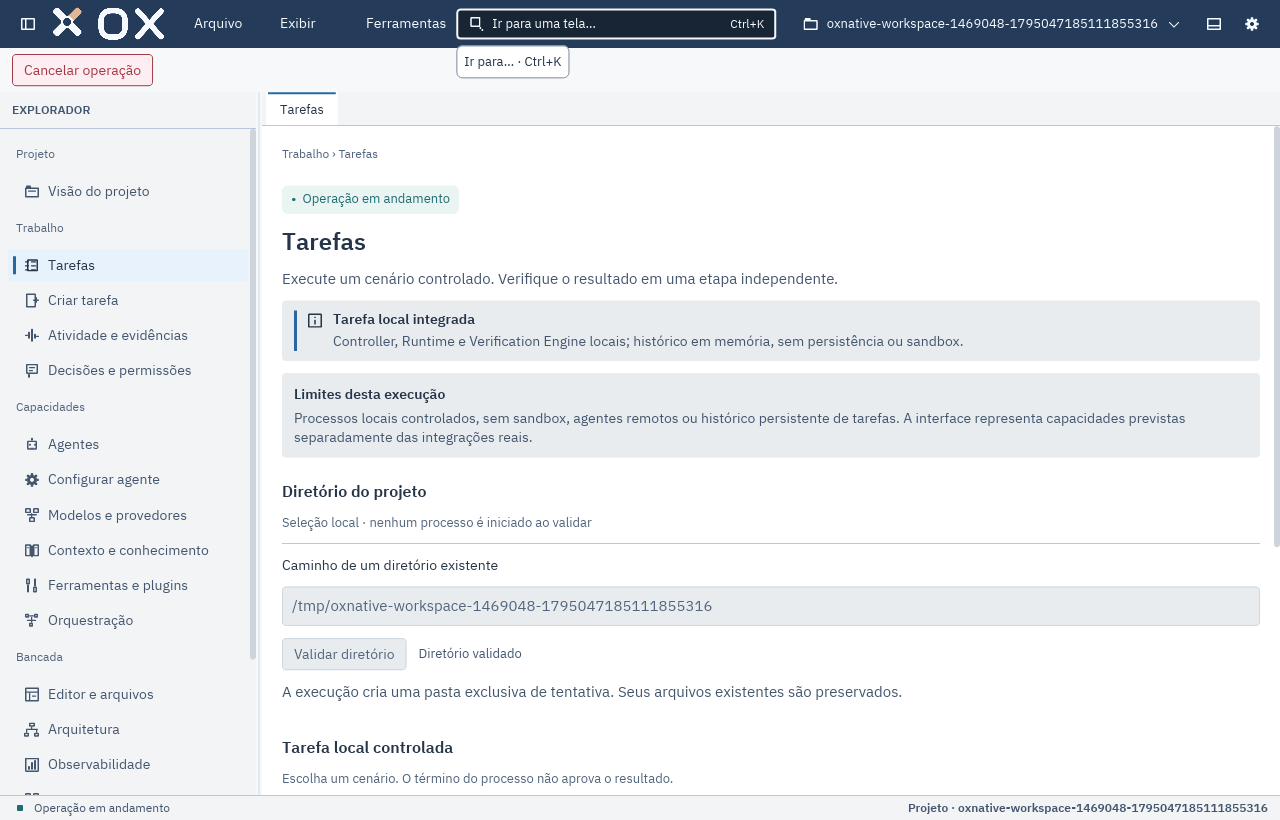 OX
Arquivo
Exibir
Ferramentas
Ir para uma tela...
Ctrl+K
oxnative-workspace-1469048-1795047185111855316
Cancelar operação
Ir para... · Ctrl+K
EXPLORADOR
Projeto
Visão do projeto
Trabalho
Tarefas
Criar tarefa
Atividade e evidências
Decisões e permissões
Capacidades
Agentes
Configurar agente
Modelos e provedores
Contexto e conhecimento
Ferramentas e plugins
Orquestração
Bancada
Editor e arquivos
Arquitetura
Observabilidade
Tarefas
Trabalho › Tarefas
• Operação em andamento
Tarefas
Execute um cenário controlado. Verifique o resultado em uma etapa independente.
Tarefa local integrada
Controller, Runtime e Verification Engine locais; histórico em memória, sem persistência ou sandbox.
Limites desta execução
Processos locais controlados, sem sandbox, agentes remotos ou histórico persistente de tarefas. A interface representa capacidades previstas
separadamente das integrações reais.
Diretório do projeto
Seleção local · nenhum processo é iniciado ao validar
Caminho de um diretório existente
/tmp/oxnative-workspace-1469048-1795047185111855316
Validar diretório
Diretório validado
A execução cria uma pasta exclusiva de tentativa. Seus arquivos existentes são preservados.
Tarefa local controlada
Escolha um cenário. O término do processo não aprova o resultado.
Operação em andamento
Projeto · oxnative-workspace-1469048-1795047185111855316